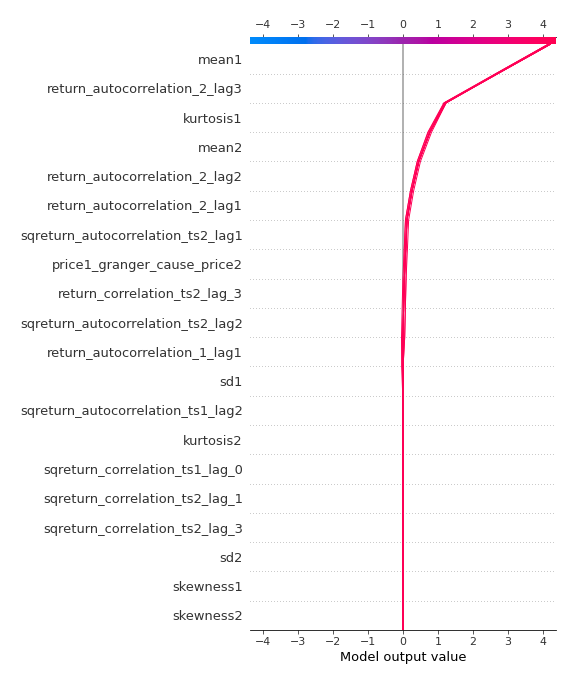 −4 −3 −2 −1 0 1 2 3 4
mean1
return_autocorrelation_2_lag3
kurtosis1
mean2
return_autocorrelation_2_lag2
return_autocorrelation_2_lag1
sqreturn_autocorrelation_ts2_lag1
price1_granger_cause_price2
return_correlation_ts2_lag_3
sqreturn_autocorrelation_ts2_lag2
return_autocorrelation_1_lag1
sd1
sqreturn_autocorrelation_ts1_lag2
kurtosis2
sqreturn_correlation_ts1_lag_0
sqreturn_correlation_ts2_lag_1
sqreturn_correlation_ts2_lag_3
sd2
skewness1
skewness2
−4 −3 −2 −1 0 1 2 3 4
Model output value